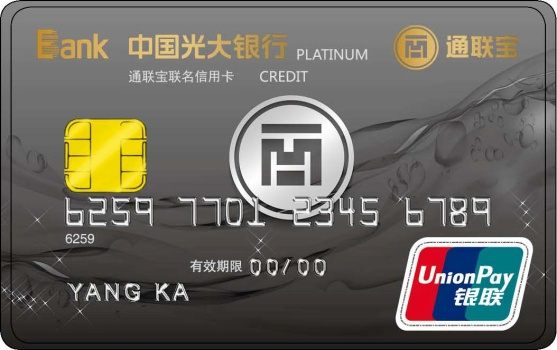 Bank 中国光大银行 PLATINUM 通联宝
通联宝联名信用卡 CREDIT
6259 7701 2345 6789
6259
有效期限 00/00
YANG KA
UnionPay
银联